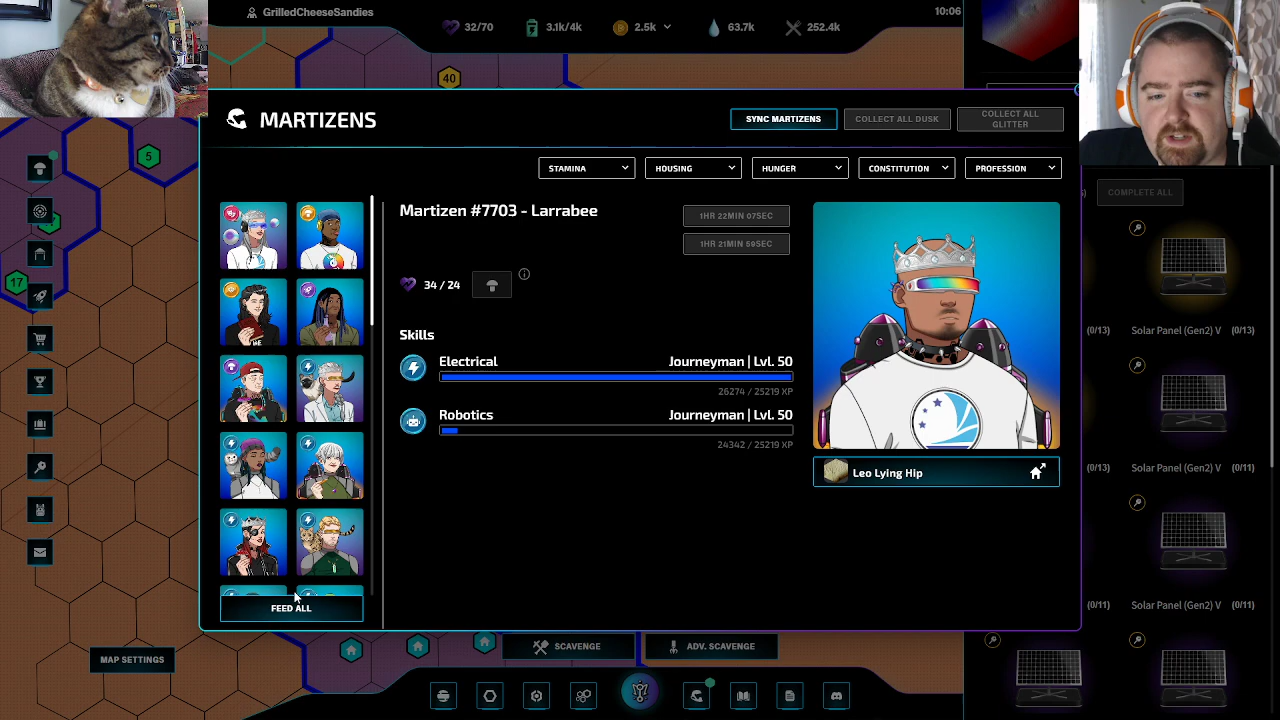 GrilledCheeseSandies
32/70
3.1k/4k
2.5k
63.7k
252.4k
10:06
40
MARTIZENS
SYNC MARTIZENS
COLLECT ALL DUSK
COLLECT ALL
GLITTER
5
STAMINA
HOUSING
HUNGER
CONSTITUTION
PROFESSION
COMPLETE ALL
Martizen #7703 - Larrabee
1HR 22MIN 07SEC
1HR 21MIN 59SEC
17
34 / 24
Skills
(0/13)
Solar Panel (Gen2) V
(0/13)
Electrical
Journeyman | Lvl. 50
26274 / 25219 XP
Robotics
Journeyman | Lvl. 50
24342 / 25219 XP
Leo Lying Hip
(0/13)
Solar Panel (Gen2) V
(0/11)
FEED ALL
(0/11)
Solar Panel (Gen2) V
(0/11)
MAP SETTINGS
SCAVENGE
ADV. SCAVENGE